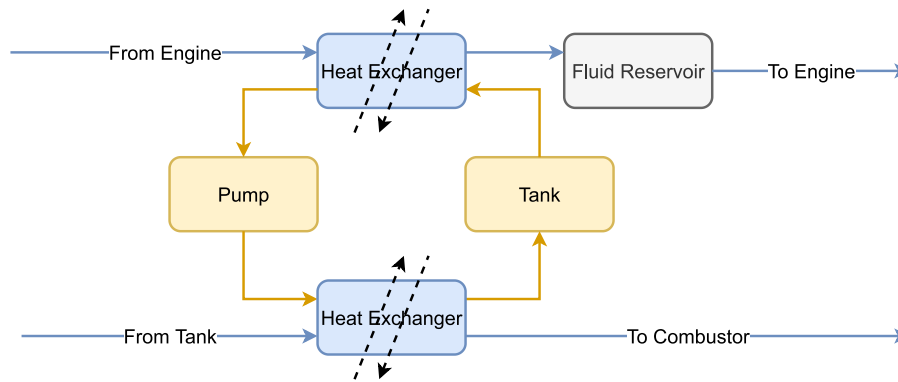 From Engine
Heat Exchanger
Fluid Reservoir
To Engine
Pump
Tank
From Tank
Heat Exchanger
To Combustor